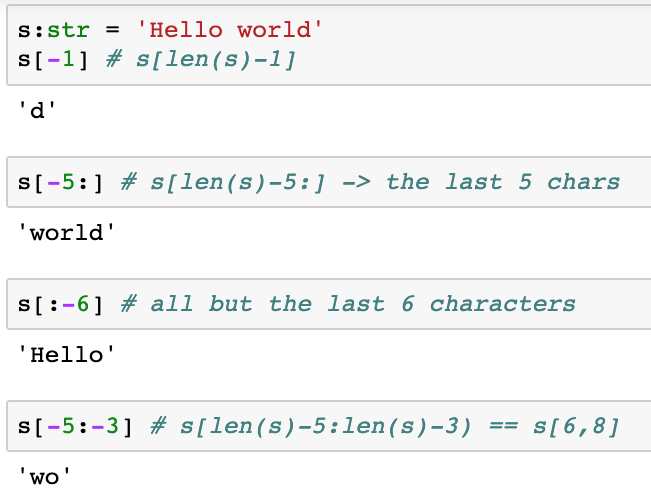 s:str = 'Hello world'
s[-1] # s[len(s)-1]
'd'
s[-5:] # s[len(s)-5:] -> the last 5 chars
'world'
s[:-6] # all but the last 6 characters
'Hello'
s[-5:-3] # s[len(s)-5:len(s)-3) == s[6,8]
'wo'